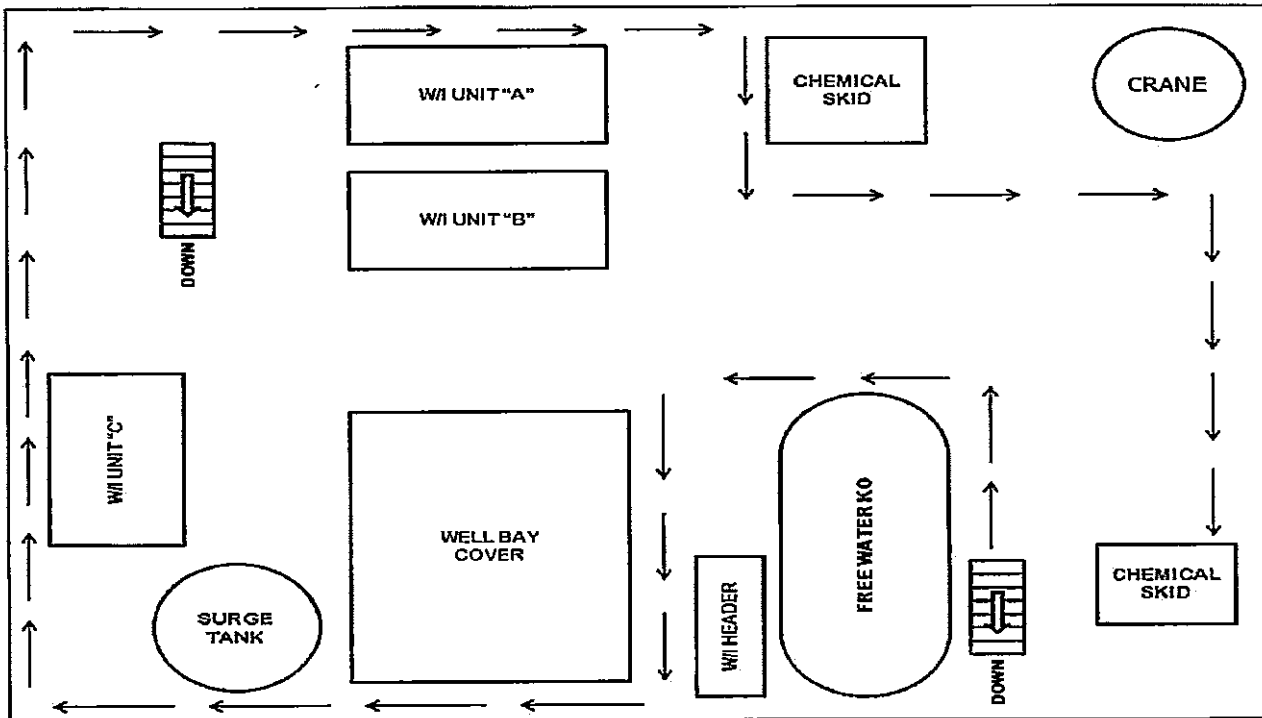 W/I UNIT "A"
CHEMICAL
SKID
CRANE
W/I UNIT "B"
DOWN
W/I UNIT "C"
WELL BAY
COVER
FREE WATER KO
SURGE
TANK
W/I HEADER
CHEMICAL
SKID
DOWN